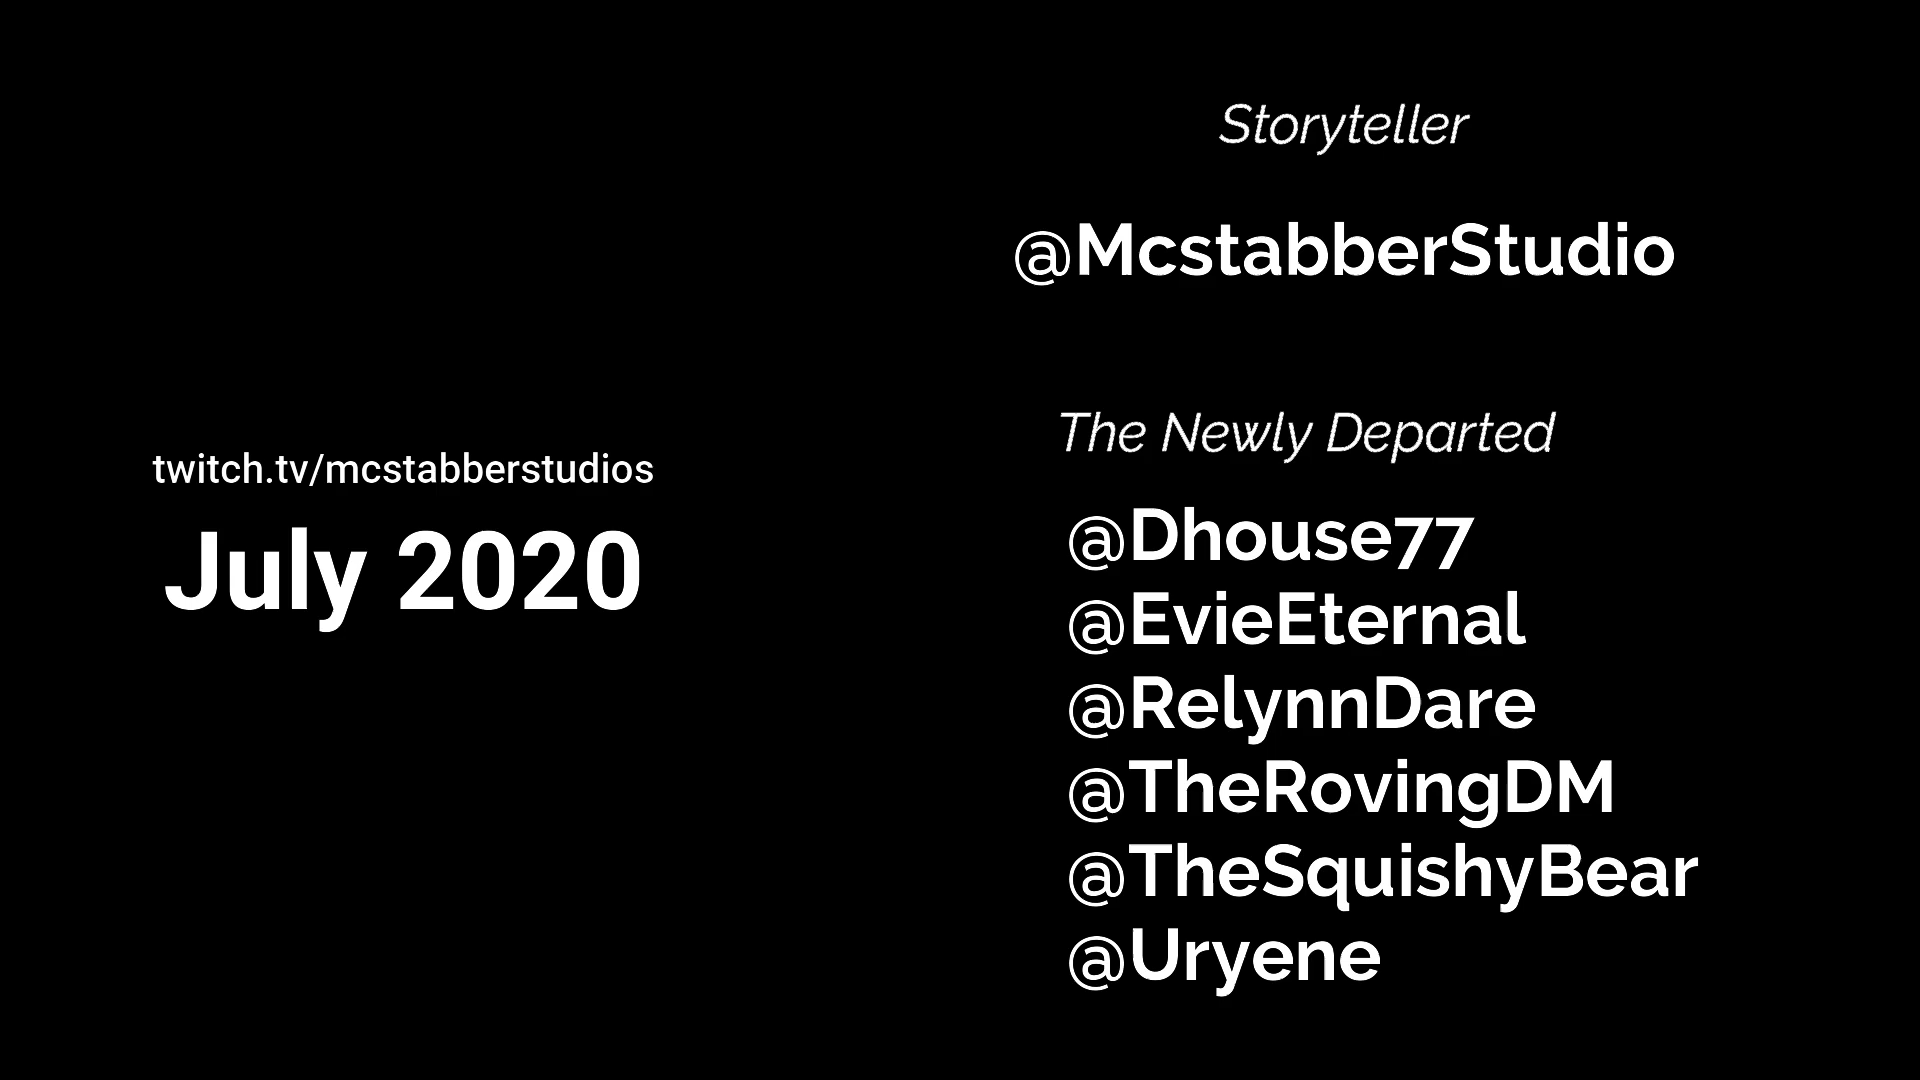 twitch.tv/mcstabberstudios
July 2020
Storyteller
@McstabberStudio
The Newly Departed
@Dhouse77
@EvieEternal
@RelynnDare
@TheRovingDM
@TheSquishyBear
@Uryene